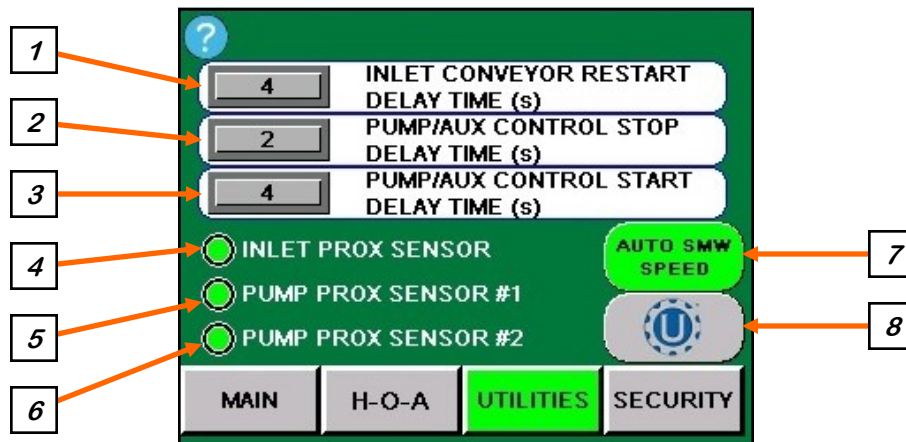 ?
1
4
INLET CONVEYOR RESTART
DELAY TIME (s)
2
2
PUMP/AUX CONTROL STOP
DELAY TIME (s)
3
4
PUMP/AUX CONTROL START
DELAY TIME (s)
4
INLET PROX SENSOR
AUTO SMW
SPEED
7
5
PUMP PROX SENSOR #1
U
8
6
PUMP PROX SENSOR #2
MAIN
H-O-A
UTILITIES
SECURITY